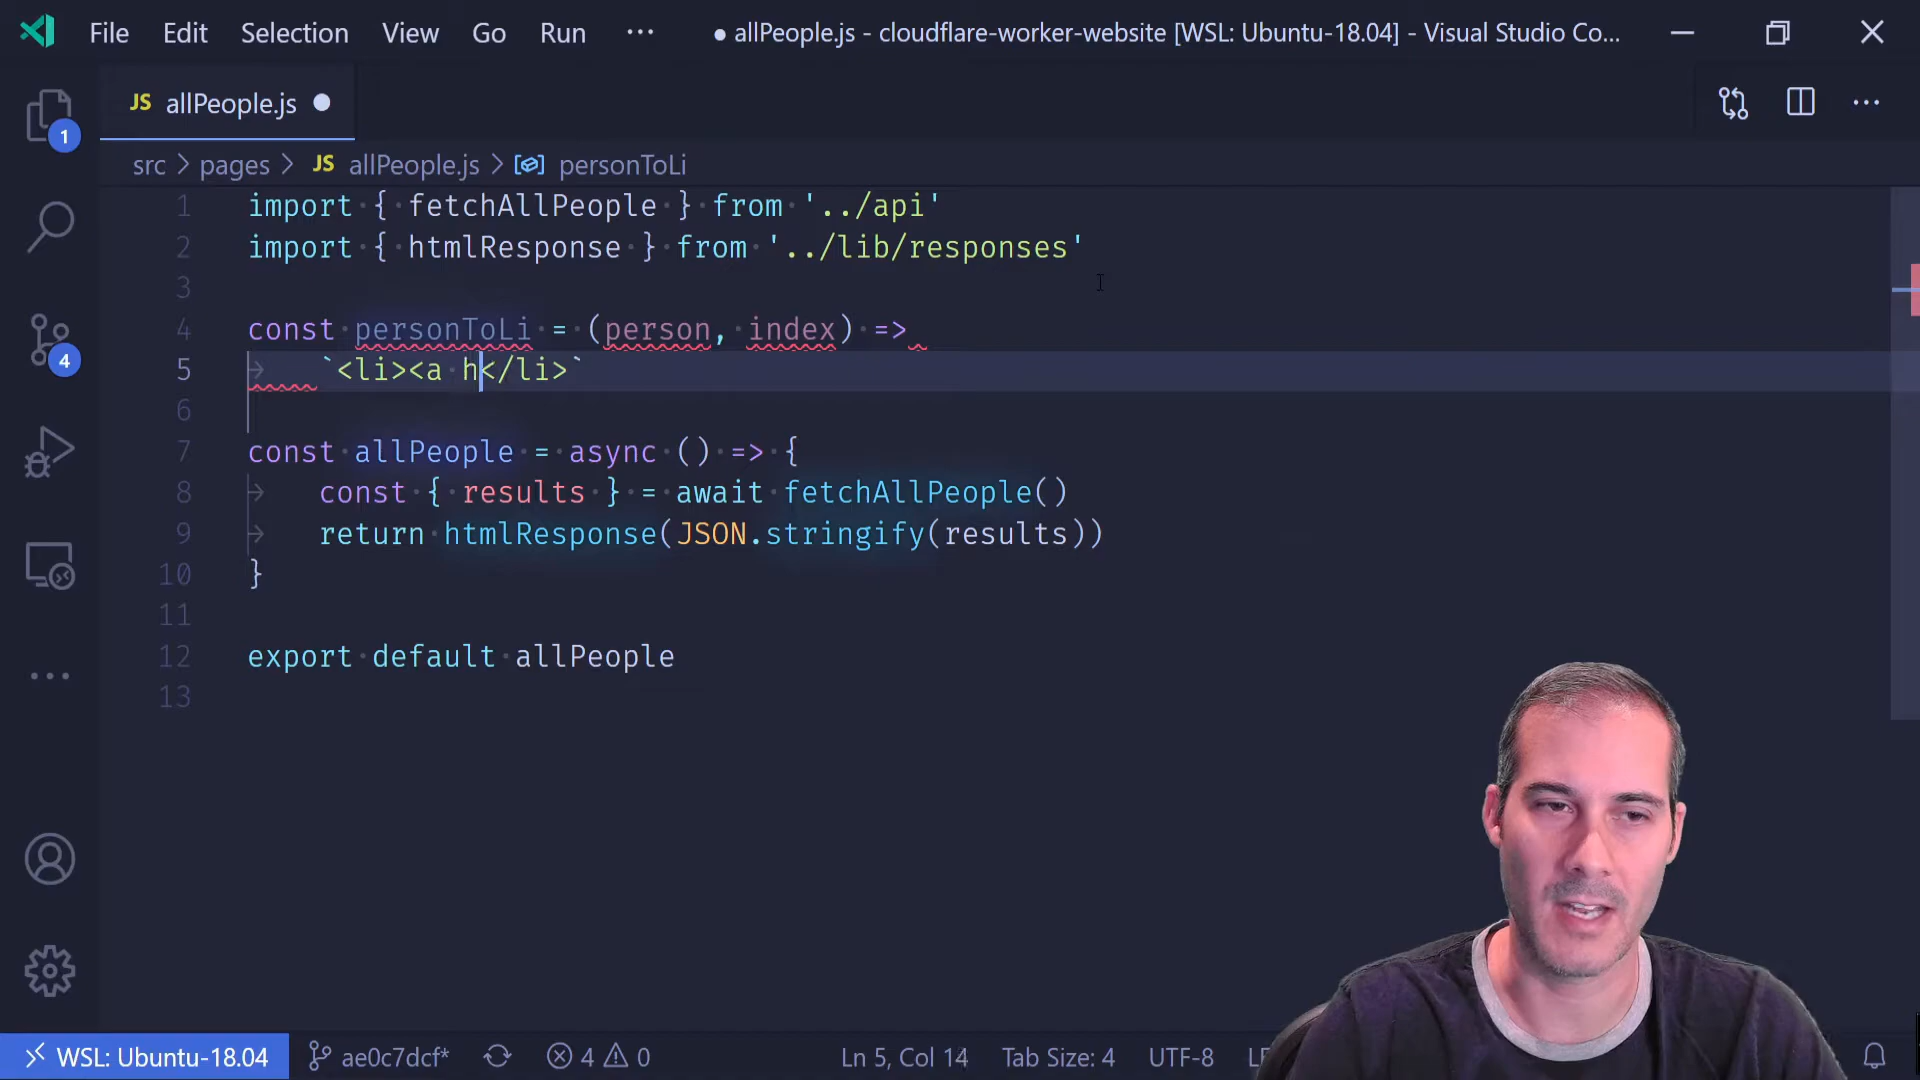 File Edit Selection View Go Run ··· ● allPeople.js - cloudflare-worker-website [WSL: Ubuntu-18.04] - Visual Studio Co...
JS allPeople.js ●
src > pages > JS allPeople.js > personToLi
1 import { fetchAllPeople } from '../api'
2 import { htmlResponse } from '../lib/responses'
3
4 const personToLi = (person, index) =>
5 `<li><a h</li>`
6
7 const allPeople = async () => {
8 const { results } = await fetchAllPeople()
9 return htmlResponse(JSON.stringify(results))
10 }
11
12 export default allPeople
13
1
4
WSL: Ubuntu-18.04 ae0c7dcf* 4 0 Ln 5, Col 14 Tab Size: 4 UTF-8 LF